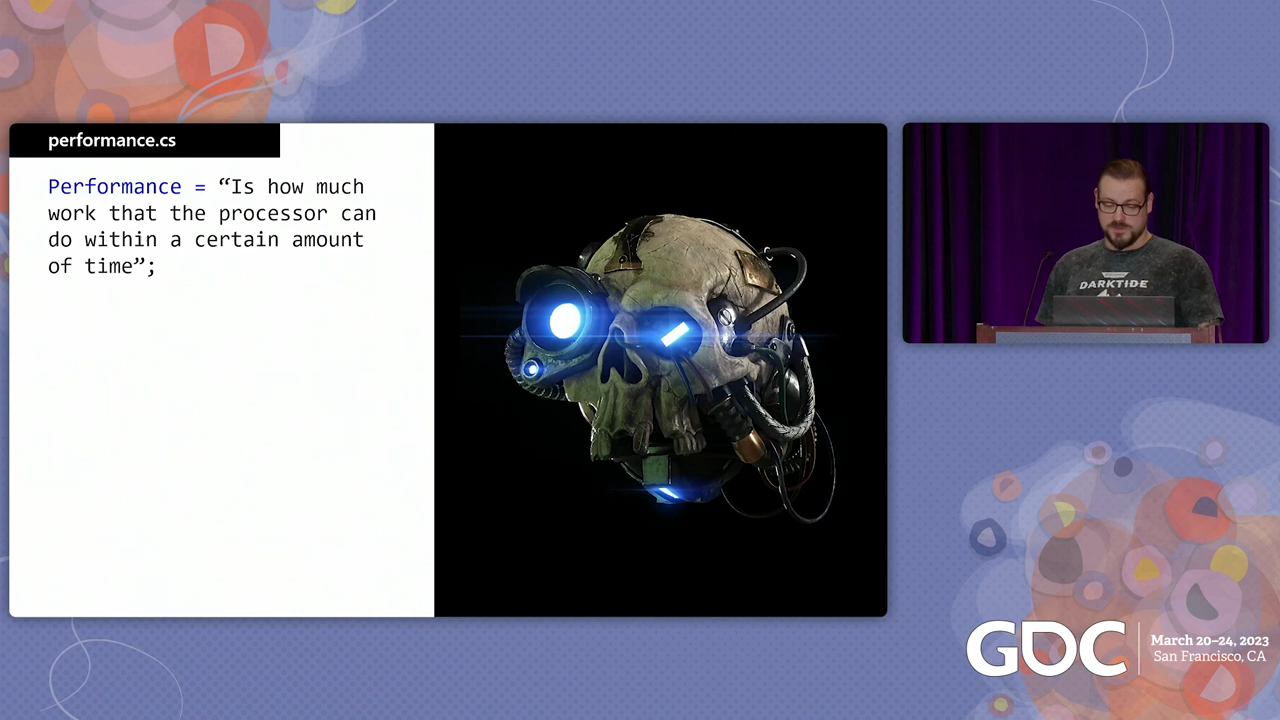 performance.cs
Performance = “Is how much
work that the processor can
do within a certain amount
of time”;
DARKTIDE
GDC
March 20–24, 2023
San Francisco, CA